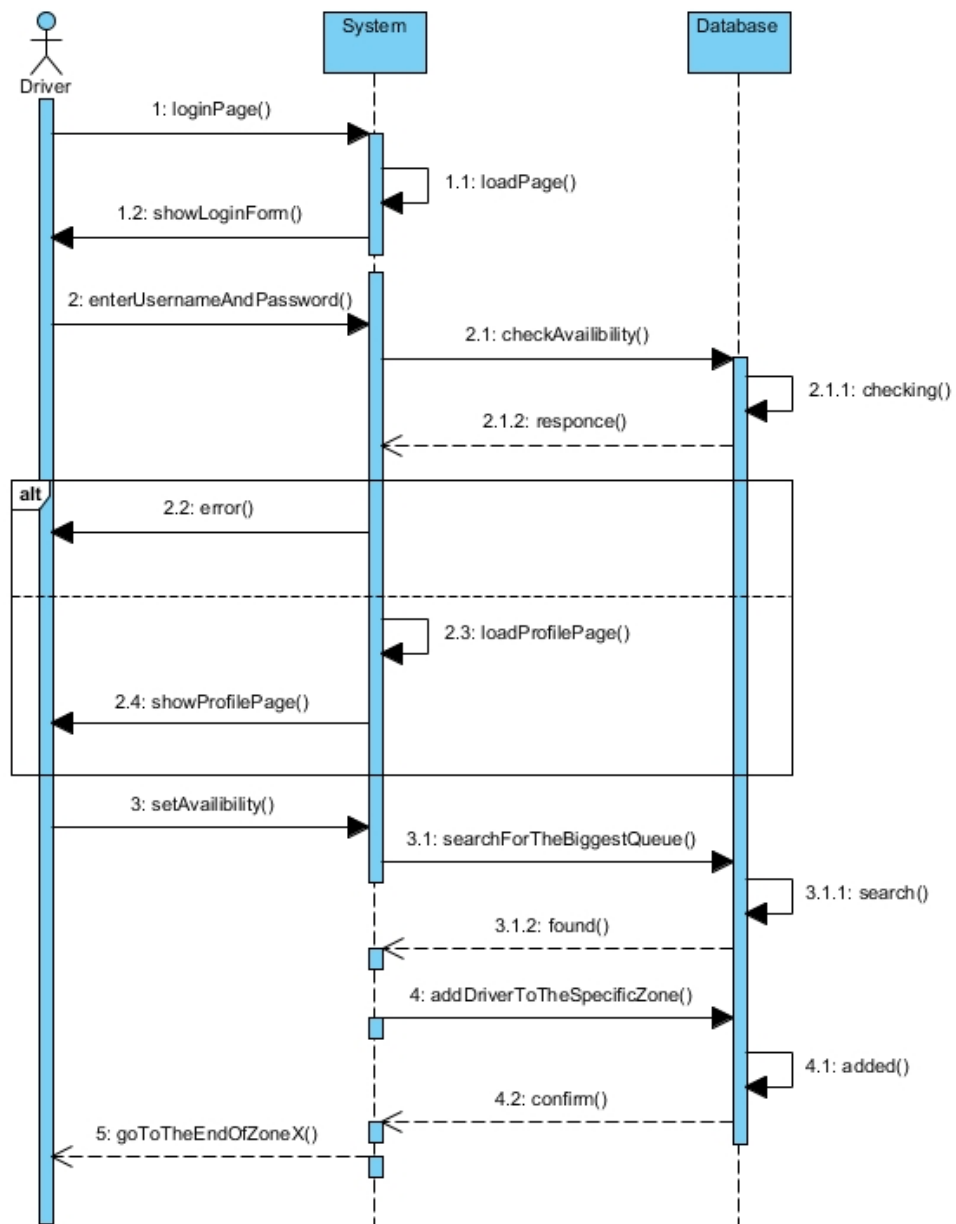 System
Database
Driver
1: loginPage()
1.1: loadPage()
1.2: showLoginForm()
2: enterUsernameAndPassword()
2.1: checkAvailibility()
2.1.1: checking()
2.1.2: responce()
alt
2.2: error()
2.3: loadProfilePage()
2.4: showProfilePage()
3: setAvailibility()
3.1: searchForTheBiggestQueue()
3.1.1: search()
3.1.2: found()
4: addDriverToTheSpecificZone()
4.1: added()
4.2: confirm()
5: goToTheEndOfZoneX()